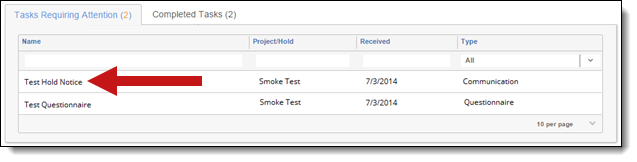 Tasks Requiring Attention (2) Completed Tasks (2)
Name Project/Hold Received Type
All
Test Hold Notice Smoke Test 7/3/2014 Communication
Test Questionnaire Smoke Test 7/3/2014 Questionnaire
10 per page